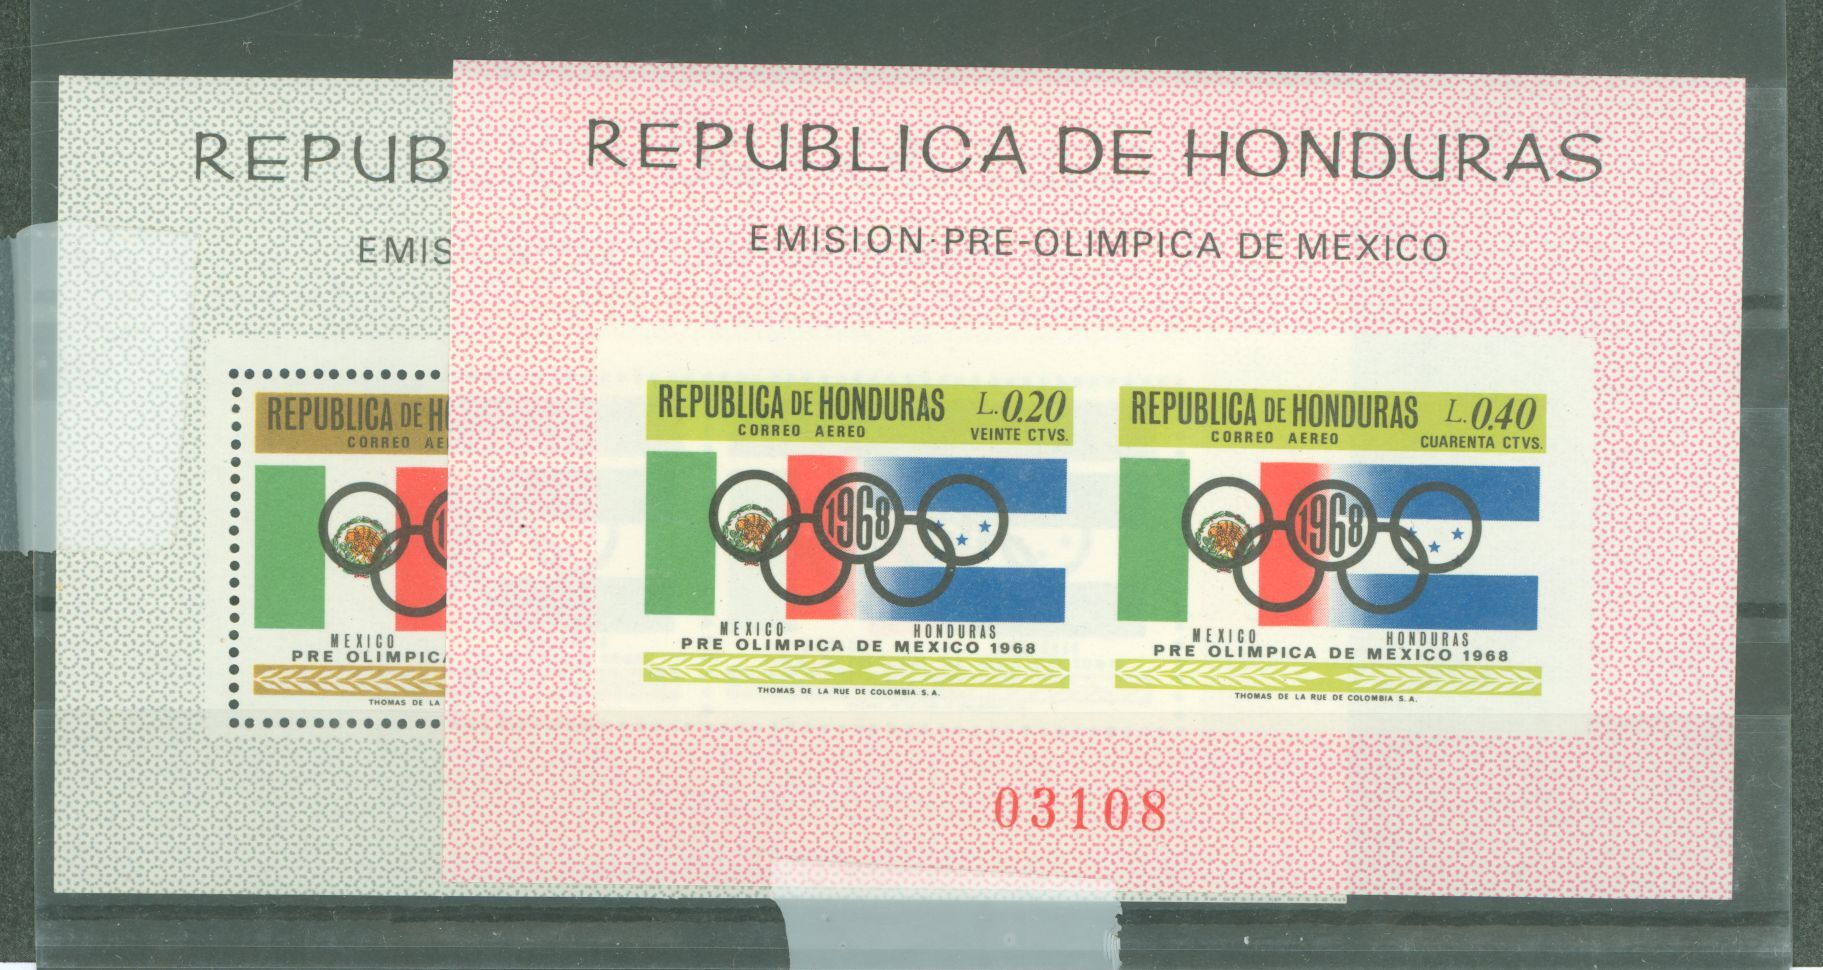 REPUB
EMIS
REPUBLICA DE HO
CORREO AER
1
MEXICO
PRE OLIMPICA
THOMAS DE LA
REPUBLICA DE HONDURAS
EMISION·PRE-OLIMPICA DE MEXICO
REPUBLICA DE HONDURAS L.0.20
CORREO AEREO VEINTE CTVS.
1968
MEXICO HONDURAS
PRE OLIMPICA DE MEXICO 1968
THOMAS DE LA RUE DE COLOMBIA. S.A.
REPUBLICA DE HONDURAS L.0.40
CORREO AEREO CUARENTA CTVS.
1968
MEXICO HONDURAS
PRE OLIMPICA DE MEXICO 1968
THOMAS DE LA RUE DE COLOMBIA S.A.
03108